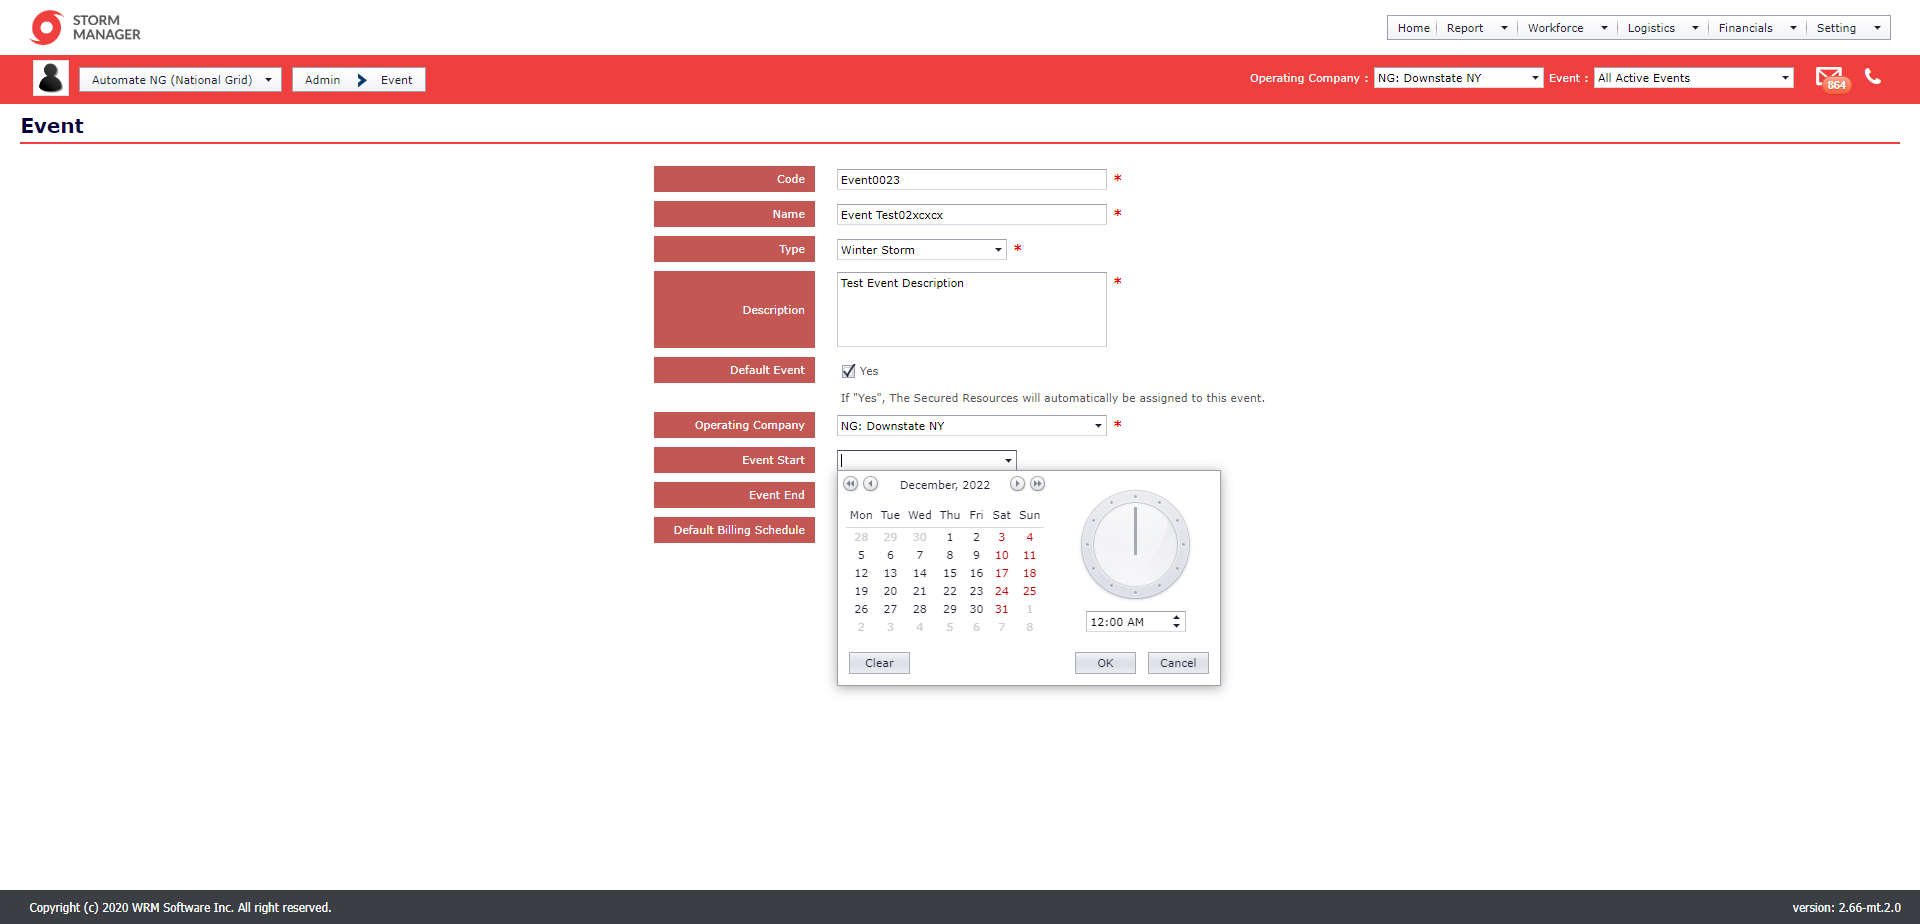 STORM
MANAGER
Home Report Workforce Logistics Financials Setting
Automate NG (National Grid) Admin Event Operating Company : NG: Downstate NY Event : All Active Events 864
Event
Code Event0023 *
Name Event Test02xcxcx *
Type Winter Storm *
Description Test Event Description *
Default Event Yes
If "Yes", The Secured Resources will automatically be assigned to this event.
Operating Company NG: Downstate NY *
Event Start
Event End
Default Billing Schedule
December, 2022
Mon Tue Wed Thu Fri Sat Sun
28 29 30 1 2 3 4
5 6 7 8 9 10 11
12 13 14 15 16 17 18
19 20 21 22 23 24 25
26 27 28 29 30 31 1
2 3 4 5 6 7 8
12:00 AM
Clear OK Cancel
Copyright (c) 2020 WRM Software Inc. All right reserved. version: 2.66-mt.2.0